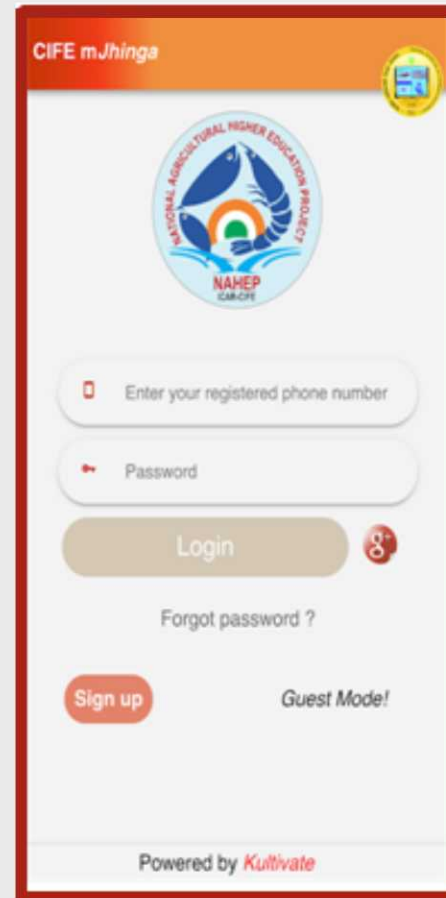 CIFE mJhinga
NATIONAL AGRICULTURAL HIGHER EDUCATION PROJECT
NAHEP
ICAR-CIFE
Enter your registered phone number
Password
Login
g+
Forgot password ?
Sign up
Guest Mode!
Powered by Kultivate